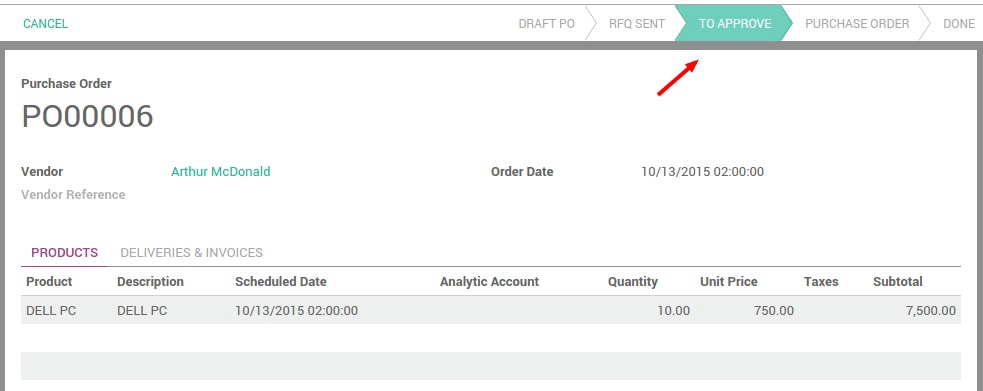 CANCEL DRAFT PO RFQ SENT TO APPROVE PURCHASE ORDER DONE
Purchase Order
PO00006
Vendor Arthur McDonald Order Date 10/13/2015 02:00:00
Vendor Reference
PRODUCTS DELIVERIES & INVOICES
Product Description Scheduled Date Analytic Account Quantity Unit Price Taxes Subtotal
DELL PC DELL PC 10/13/2015 02:00:00 10.00 750.00 7,500.00